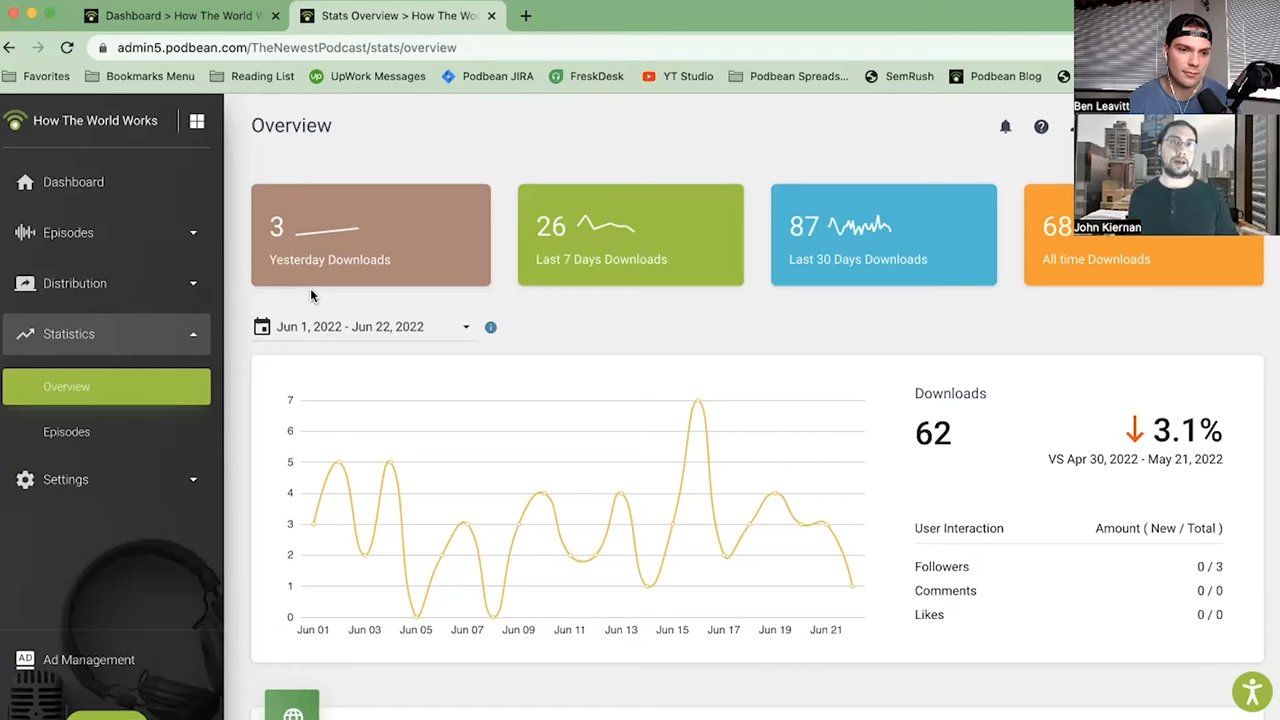 Dashboard > How The World W
Stats Overview > How The Wo
admin5.podbean.com/TheNewestPodcast/stats/overview
Favorites
Bookmarks Menu
Reading List
up UpWork Messages
Podbean JIRA
FreskDesk
YT Studio
Podbean Spreads...
SemRush
Podbean Blog
Ben Leavitt
John Kiernan
How The World Works
Dashboard
Episodes
Distribution
Statistics
Overview
Episodes
Settings
AD Ad Management
Overview
3
Yesterday Downloads
26
Last 7 Days Downloads
87
Last 30 Days Downloads
68
All time Downloads
Jun 1, 2022 - Jun 22, 2022
7
6
5
4
3
2
1
0
Jun 01 Jun 03 Jun 05 Jun 07 Jun 09 Jun 11 Jun 13 Jun 15 Jun 17 Jun 19 Jun 21
Downloads
62
3.1%
VS Apr 30, 2022 - May 21, 2022
User Interaction Amount ( New / Total )
Followers 0 / 3
Comments 0 / 0
Likes 0 / 0